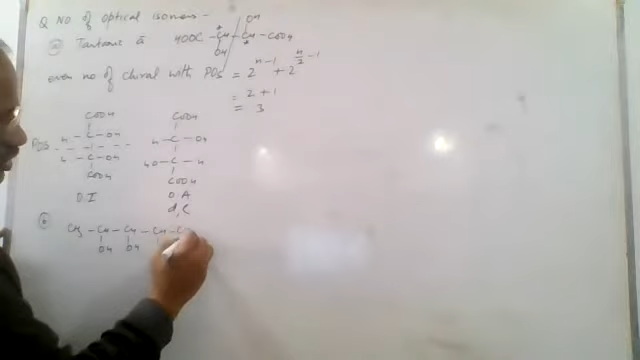 Q No of optical isomers :-
(a) Tartaric a HOOC - *CH - CH* - COOH
OH OH
even no of chiral with POS = 2^(n-1) + 2^(n/2 - 1)
= 2 + 1
= 3
COOH COOH
H - C - OH H - C - OH
POS
H - C - OH HO - C - H
COOH COOH
O.I O.A
d, l
CH3 - CH - CH - CH - C
OH OH